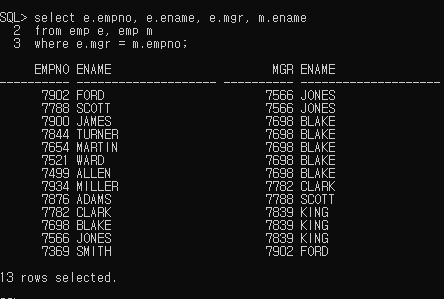 SQL> select e.empno, e.ename, e.mgr, m.ename
2 from emp e, emp m
3 where e.mgr = m.empno;
EMPNO ENAME MGR ENAME
---------- -------------------- ---------- --------------------
7902 FORD 7566 JONES
7788 SCOTT 7566 JONES
7900 JAMES 7698 BLAKE
7844 TURNER 7698 BLAKE
7654 MARTIN 7698 BLAKE
7521 WARD 7698 BLAKE
7499 ALLEN 7698 BLAKE
7934 MILLER 7782 CLARK
7876 ADAMS 7788 SCOTT
7782 CLARK 7839 KING
7698 BLAKE 7839 KING
7566 JONES 7839 KING
7369 SMITH 7902 FORD
13 rows selected.